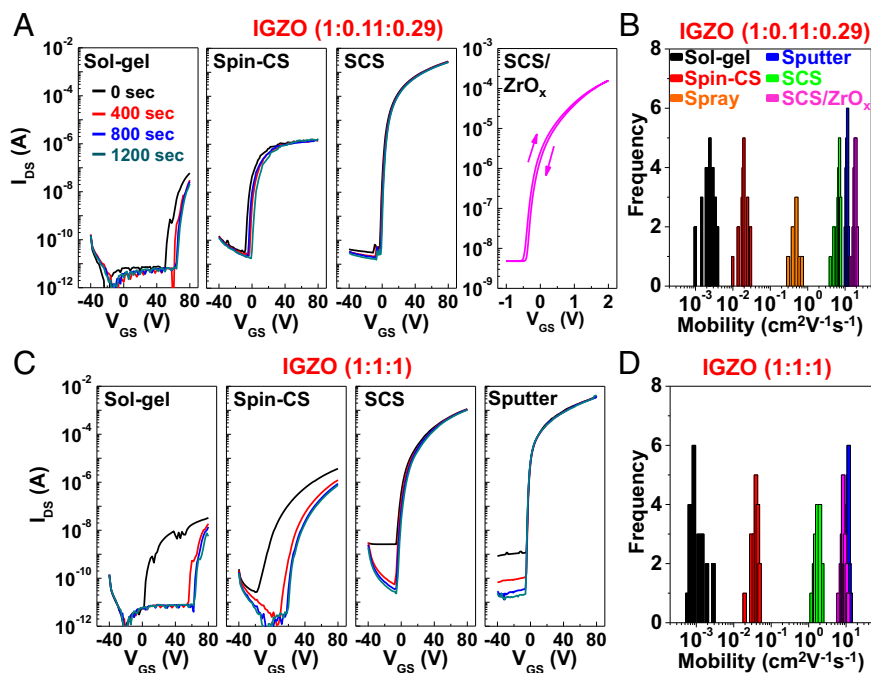 A
IGZO (1:0.11:0.29)
I_DS (A)
10^-2
10^-4
10^-6
10^-8
10^-10
10^-12
Sol-gel
0 sec
400 sec
800 sec
1200 sec
-40 0 40 80
V_GS (V)
Spin-CS
-40 0 40 80
V_GS (V)
SCS
-40 0 40 80
V_GS (V)
10^-3
10^-4
10^-5
10^-6
10^-7
10^-8
10^-9
SCS/
ZrO_x
-1 0 1 2
V_GS (V)
B
IGZO (1:0.11:0.29)
Frequency
8
6
4
2
0
Sol-gel
Spin-CS
Spray
Sputter
SCS
SCS/ZrO_x
10^-3 10^-2 10^-1 10^0 10^1
Mobility (cm^2V^-1s^-1)
C
IGZO (1:1:1)
I_DS (A)
10^-2
10^-4
10^-6
10^-8
10^-10
10^-12
Sol-gel
-40 0 40 80
V_GS (V)
Spin-CS
-40 0 40 80
V_GS (V)
SCS
-40 0 40 80
V_GS (V)
Sputter
-40 0 40 80
V_GS (V)
D
IGZO (1:1:1)
Frequency
8
6
4
2
0
10^-3 10^-2 10^-1 10^0 10^1
Mobility (cm^2V^-1s^-1)